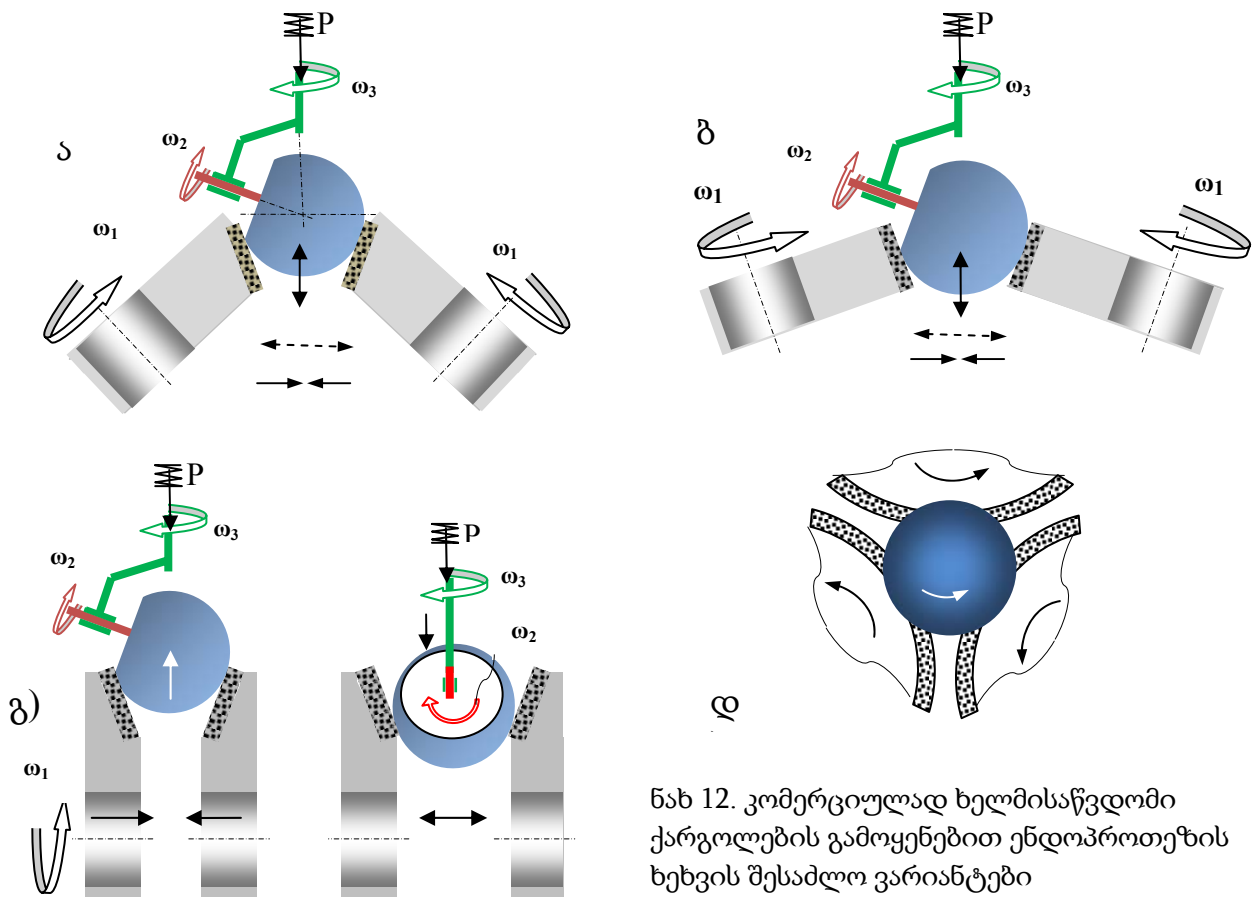 P
ω3
ω2
ა
ω1
ω1
P
ω3
ბ
ω2
ω1
ω1
P
ω3
ω2
გ)
ω1
P
ω3
ω2
დ
ნახ 12. კომერციულად ხელმისაწვდომი
ქარგოლების გამოყენებით ენდოპროთეზის
ხეხვის შესაძლო ვარიანტები